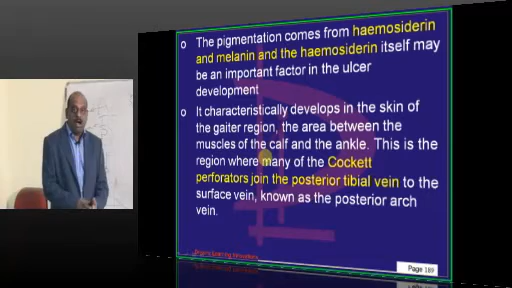 The pigmentation comes from haemosiderin
and melanin and the haemosiderin itself may
be an important factor in the ulcer
development
It characteristically develops in the skin of
the gaiter region, the area between the
muscles of the calf and the ankle. This is the
region where many of the Cockett
perforators join the posterior tibial vein to the
surface vein, known as the posterior arch
vein.
Page 189